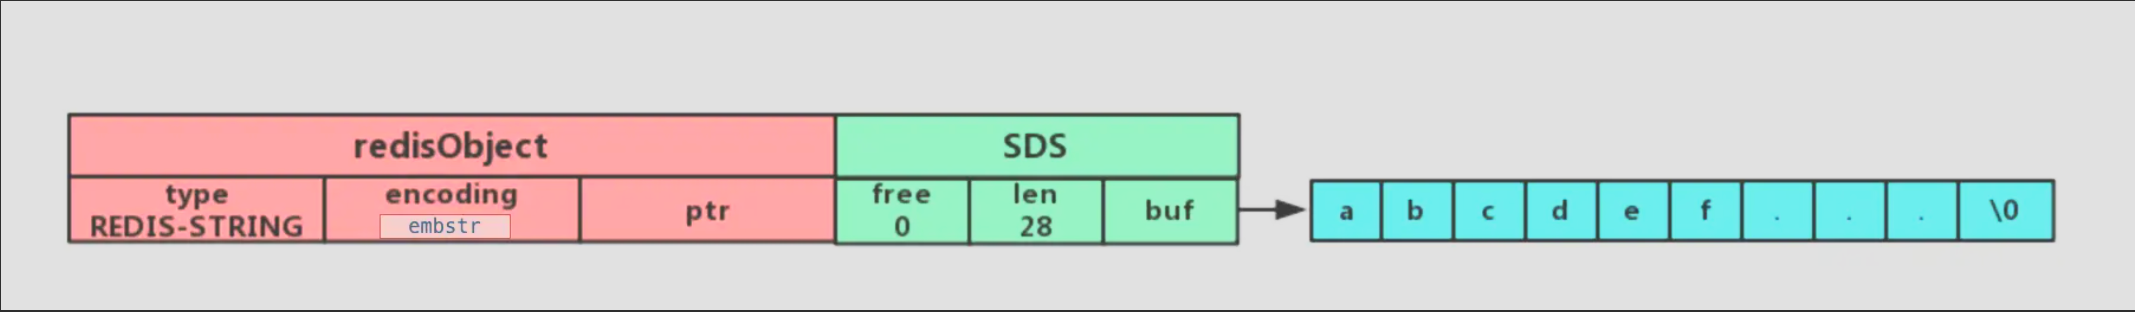 redisObject
SDS
type
REDIS-STRING
encoding
embstr
ptr
free
0
len
28
buf
a b c d e f . . . \0